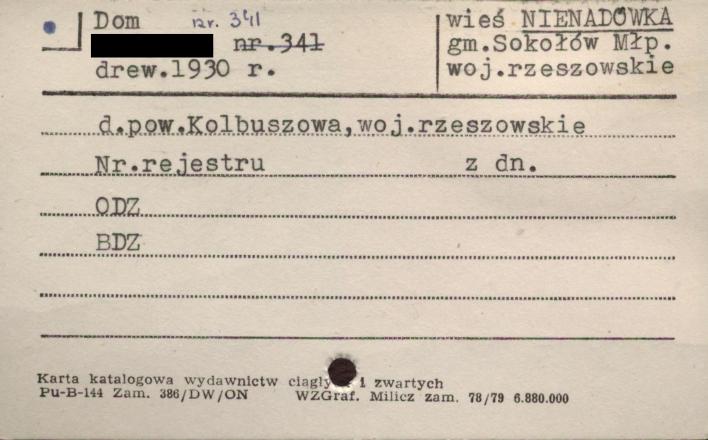 Dom nr. 341
nr.341
drew.1930 r.
wieś NIENADÓWKA
gm.Sokołów Młp.
woj.rzeszowskie
d.pow.Kolbuszowa,woj.rzeszowskie
Nr.rejestru z dn.
ODZ
BDZ
Karta katalogowa wydawnictw ciągły i zwartych
Pu-B-144 Zam. 386/DW/ON WZGraf. Milicz zam. 78/79 6.880.000